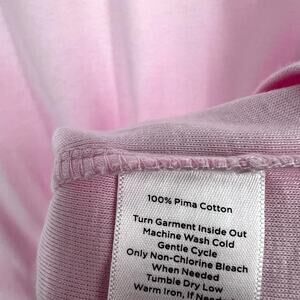 100% Pima Cotton
Turn Garment Inside Out
Machine Wash Cold
Gentle Cycle
Only Non-Chlorine Bleach
When Needed
Tumble Dry Low
Warm Iron, If Needed